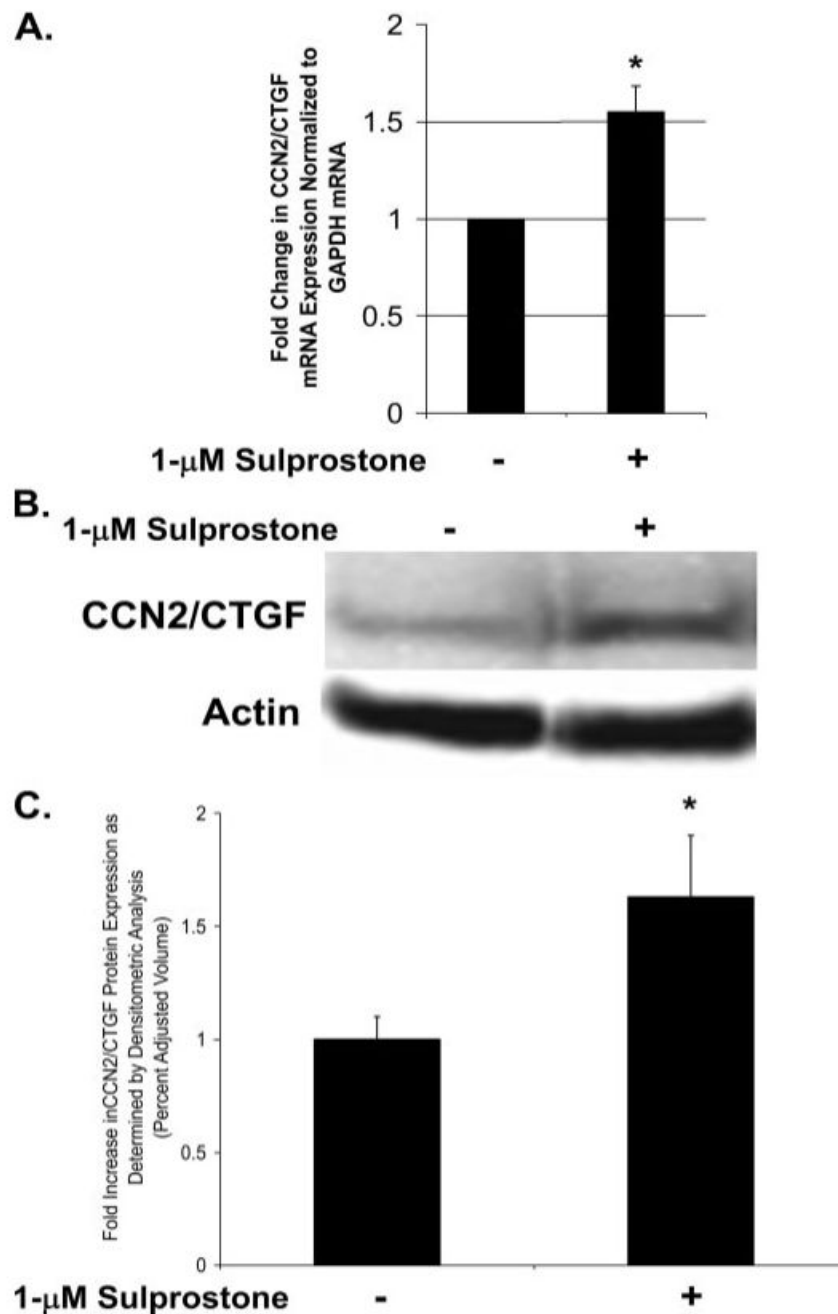 A.
Fold Change in CCN2/CTGF
mRNA Expression Normalized to
GAPDH mRNA
2
1.5
1
0.5
0
*
1-μM Sulprostone - +
B.
1-μM Sulprostone - +
CCN2/CTGF
Actin
C.
Fold Increase inCCN2/CTGF Protein Expression as
Determined by Densitometric Analysis
(Percent Adjusted Volume)
2
1.5
1
0.5
0
*
1-μM Sulprostone - +